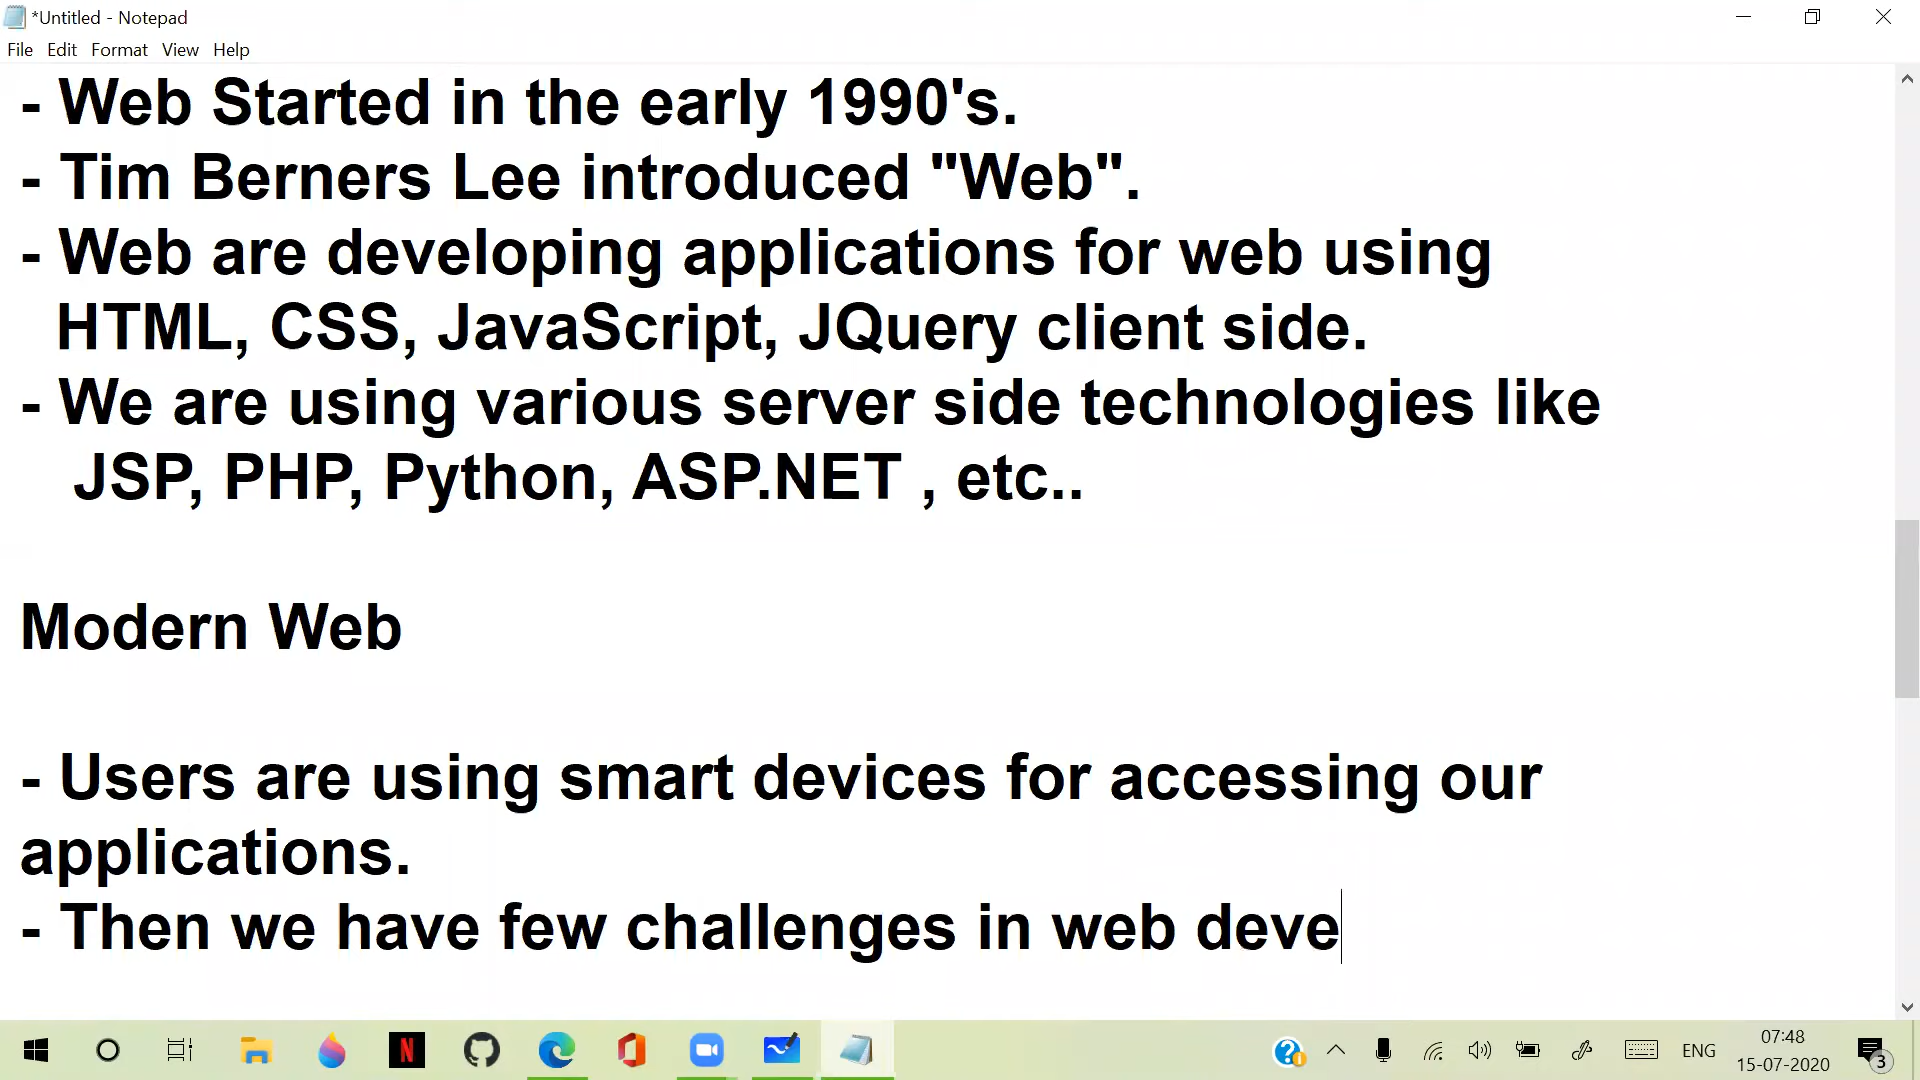 *Untitled - Notepad
File Edit Format View Help
- Web Started in the early 1990's.
- Tim Berners Lee introduced "Web".
- Web are developing applications for web using
HTML, CSS, JavaScript, JQuery client side.
- We are using various server side technologies like
JSP, PHP, Python, ASP.NET , etc..
Modern Web
- Users are using smart devices for accessing our
applications.
- Then we have few challenges in web deve
N
ENG
07:48
15-07-2020
3